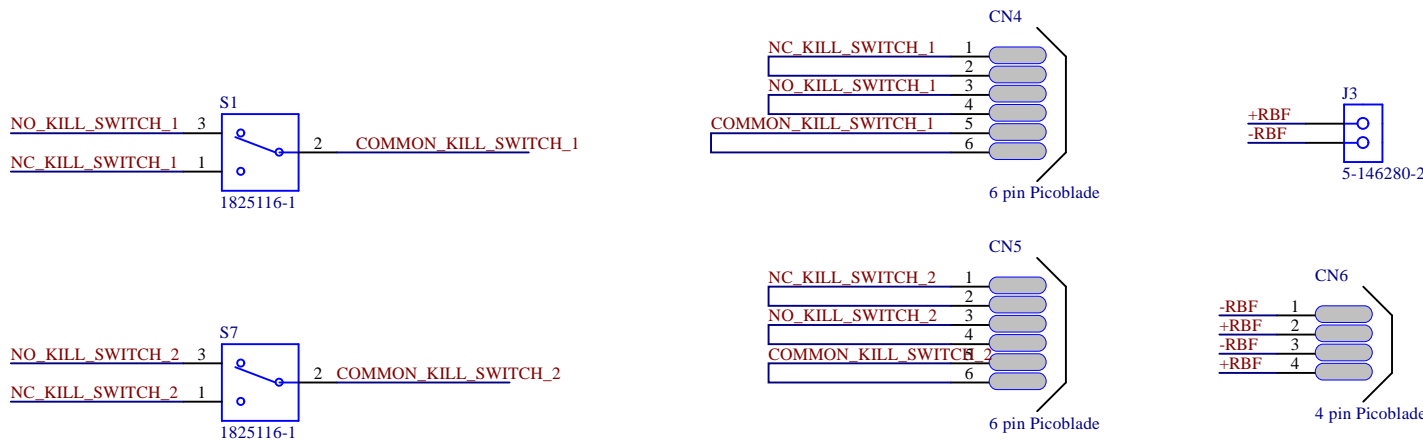 S1
NO_KILL_SWITCH_1 3
NC_KILL_SWITCH_1 1
2 COMMON_KILL_SWITCH_1
1825116-1
S7
NO_KILL_SWITCH_2 3
NC_KILL_SWITCH_2 1
2 COMMON_KILL_SWITCH_2
1825116-1
CN4
NC_KILL_SWITCH_1 1
2
NO_KILL_SWITCH_1 3
4
COMMON_KILL_SWITCH_1 5
6
6 pin Picoblade
CN5
NC_KILL_SWITCH_2 1
2
NO_KILL_SWITCH_2 3
4
COMMON_KILL_SWITCH_2 5
6
6 pin Picoblade
J3
+RBF
-RBF
5-146280-2
CN6
-RBF 1
+RBF 2
-RBF 3
+RBF 4
4 pin Picoblade